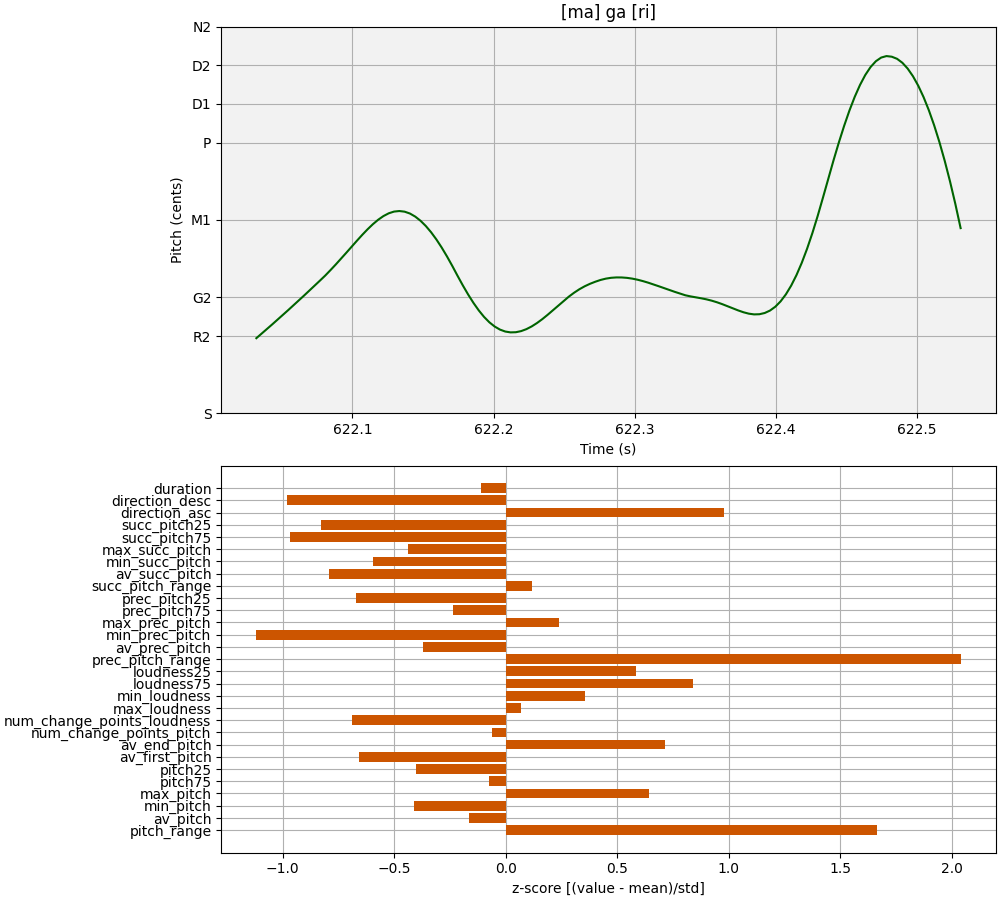 [ma] ga [ri]
N2
D2
D1
P
M1
G2
R2
S
Pitch (cents)
622.1 622.2 622.3 622.4 622.5
Time (s)
duration
direction_desc
direction_asc
succ_pitch25
succ_pitch75
max_succ_pitch
min_succ_pitch
av_succ_pitch
succ_pitch_range
prec_pitch25
prec_pitch75
max_prec_pitch
min_prec_pitch
av_prec_pitch
prec_pitch_range
loudness25
loudness75
min_loudness
max_loudness
num_change_points_loudness
num_change_points_pitch
av_end_pitch
av_first_pitch
pitch25
pitch75
max_pitch
min_pitch
av_pitch
pitch_range
−1.0 −0.5 0.0 0.5 1.0 1.5 2.0
z-score [(value - mean)/std]